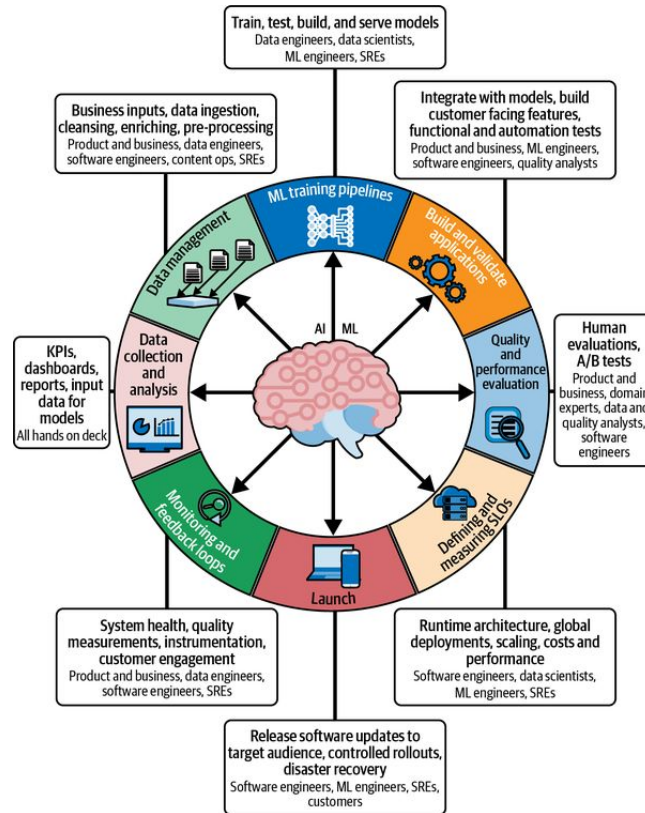 Train, test, build, and serve models
Data engineers, data scientists,
ML engineers, SREs
Business inputs, data ingestion,
cleansing, enriching, pre-processing
Product and business, data engineers,
software engineers, content ops, SREs
Integrate with models, build
customer facing features,
functional and automation tests
Product and business, ML engineers,
software engineers, quality analysts
ML training pipelines
Data management
Build and validate
applications
AI
ML
KPIs,
dashboards,
reports, input
data for
models
All hands on deck
Data
collection
and
analysis
Quality
and
performance
evaluation
Human
evaluations,
A/B tests
Product and
business, domain
experts, data and
quality analysts,
software
engineers
Monitoring and
feedback loops
Launch
Defining and
measuring SLOs
System health, quality
measurements, instrumentation,
customer engagement
Product and business, data engineers,
software engineers, SREs
Runtime architecture, global
deployments, scaling, costs and
performance
Software engineers, data scientists,
ML engineers, SREs
Release software updates to
target audience, controlled rollouts,
disaster recovery
Software engineers, ML engineers, SREs,
customers